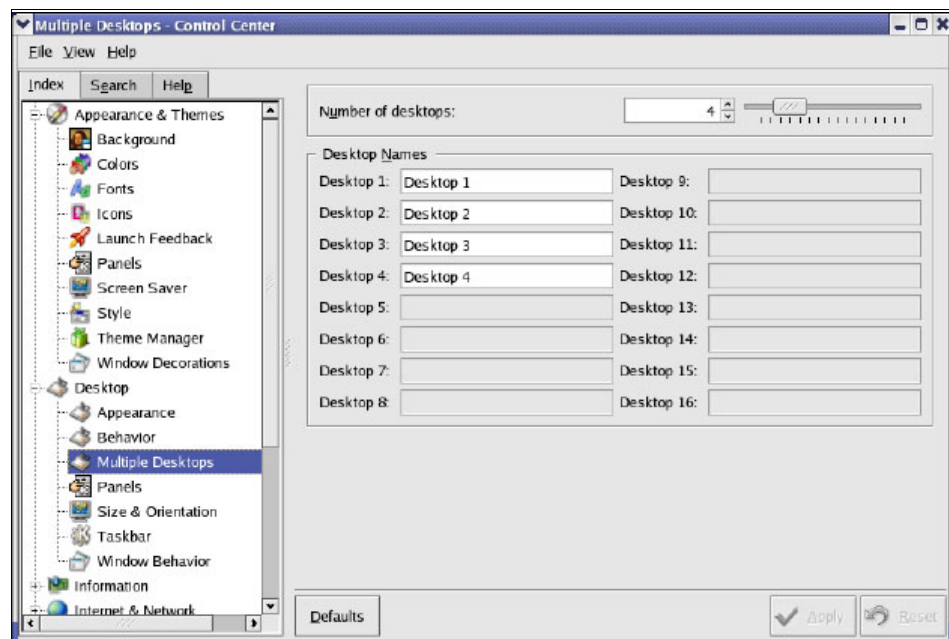 Multiple Desktops - Control Center
File View Help
Index Search Help
Appearance & Themes
Background
Colors
Fonts
Icons
Launch Feedback
Panels
Screen Saver
Style
Theme Manager
Window Decorations
Desktop
Appearance
Behavior
Multiple Desktops
Panels
Size & Orientation
Taskbar
Window Behavior
Information
Internet & Network
Number of desktops: 4
Desktop Names
Desktop 1: Desktop 1 Desktop 9:
Desktop 2: Desktop 2 Desktop 10:
Desktop 3: Desktop 3 Desktop 11:
Desktop 4: Desktop 4 Desktop 12:
Desktop 5: Desktop 13:
Desktop 6: Desktop 14:
Desktop 7: Desktop 15:
Desktop 8: Desktop 16:
Defaults Apply Reset